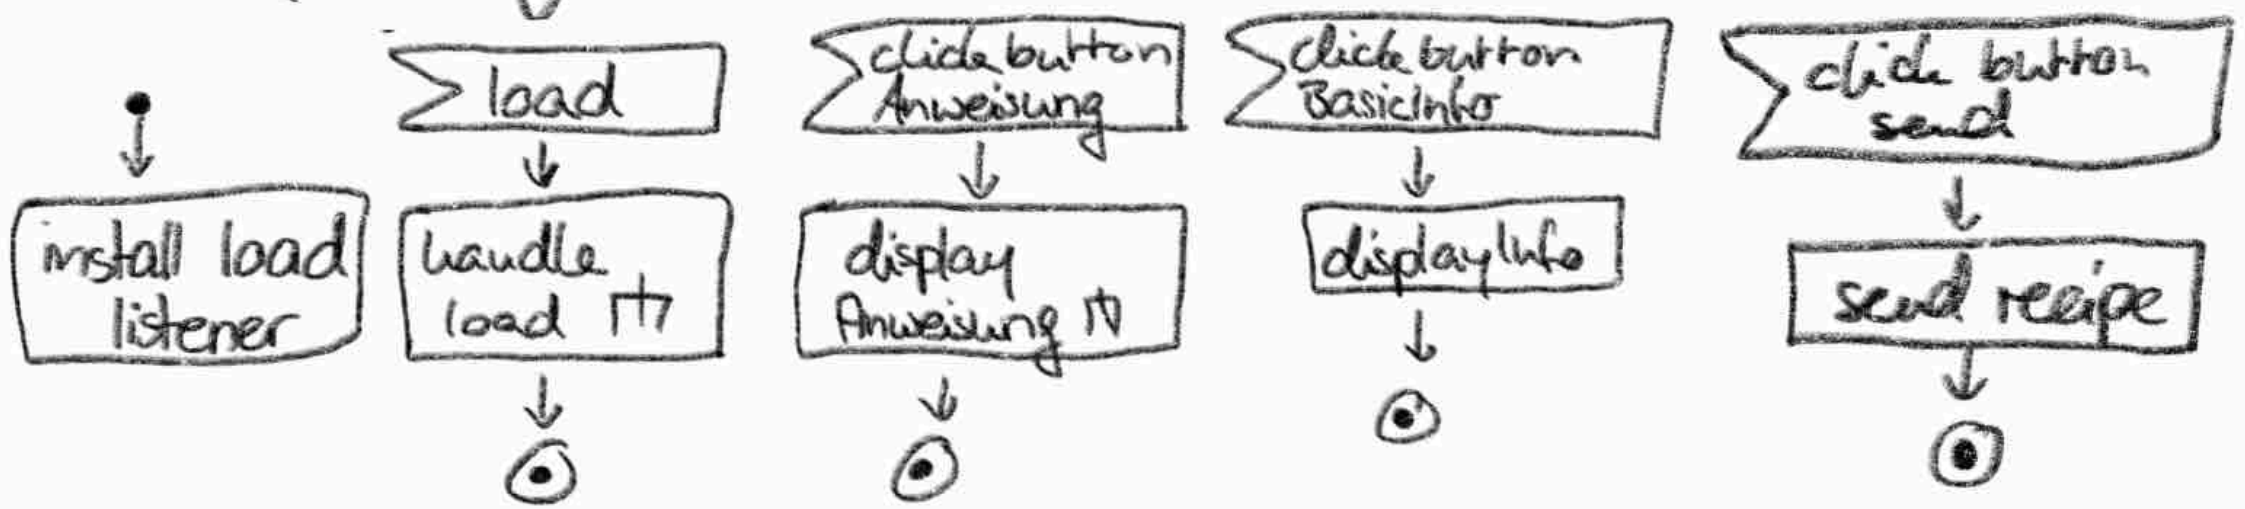 install load
listener
load
handle
load
click button
Anweisung
display
Anweisung
click button
BasicInfo
displayInfo
click button
send
send recipe